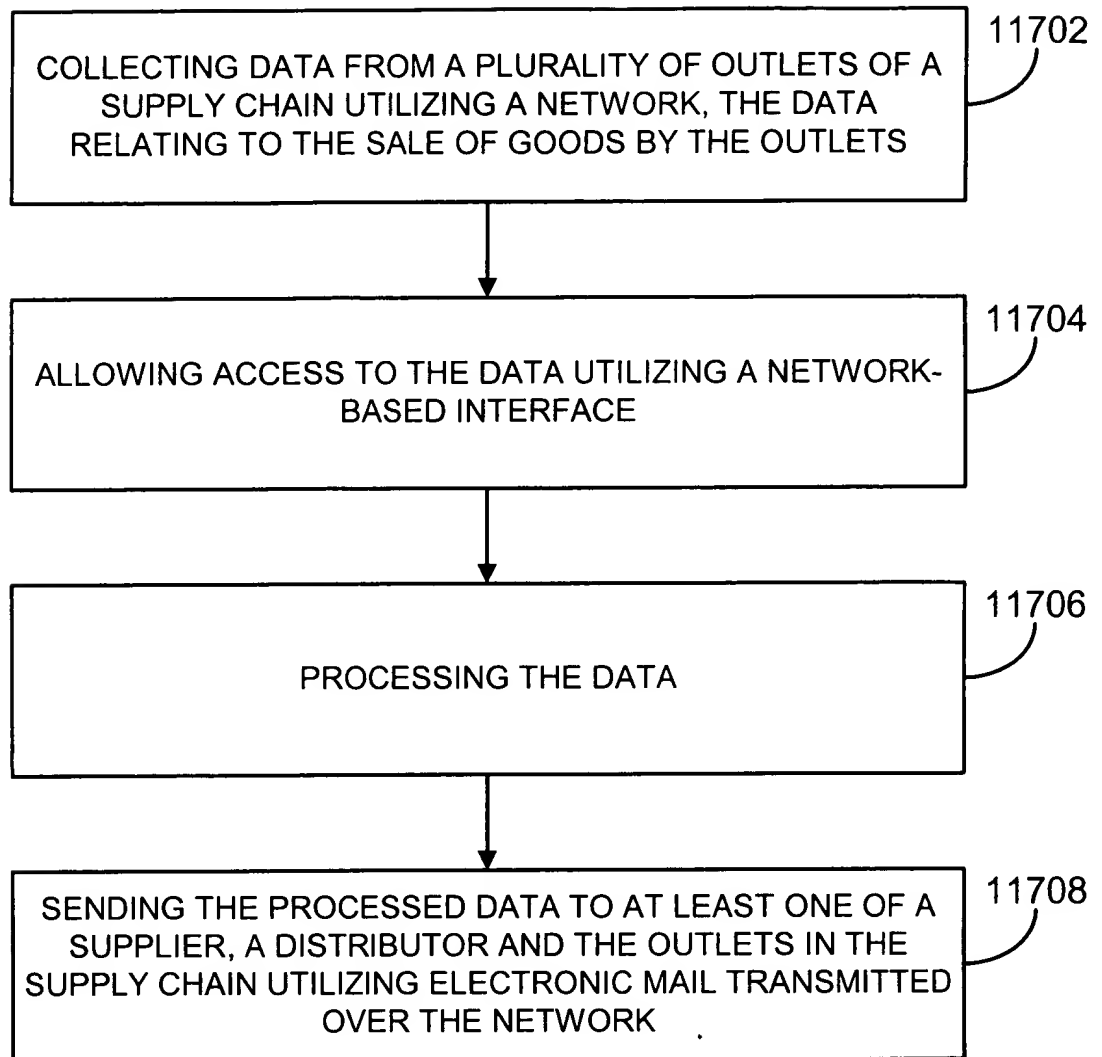 11702
COLLECTING DATA FROM A PLURALITY OF OUTLETS OF A
SUPPLY CHAIN UTILIZING A NETWORK, THE DATA
RELATING TO THE SALE OF GOODS BY THE OUTLETS
11704
ALLOWING ACCESS TO THE DATA UTILIZING A NETWORK-
BASED INTERFACE
11706
PROCESSING THE DATA
11708
SENDING THE PROCESSED DATA TO AT LEAST ONE OF A
SUPPLIER, A DISTRIBUTOR AND THE OUTLETS IN THE
SUPPLY CHAIN UTILIZING ELECTRONIC MAIL TRANSMITTED
OVER THE NETWORK